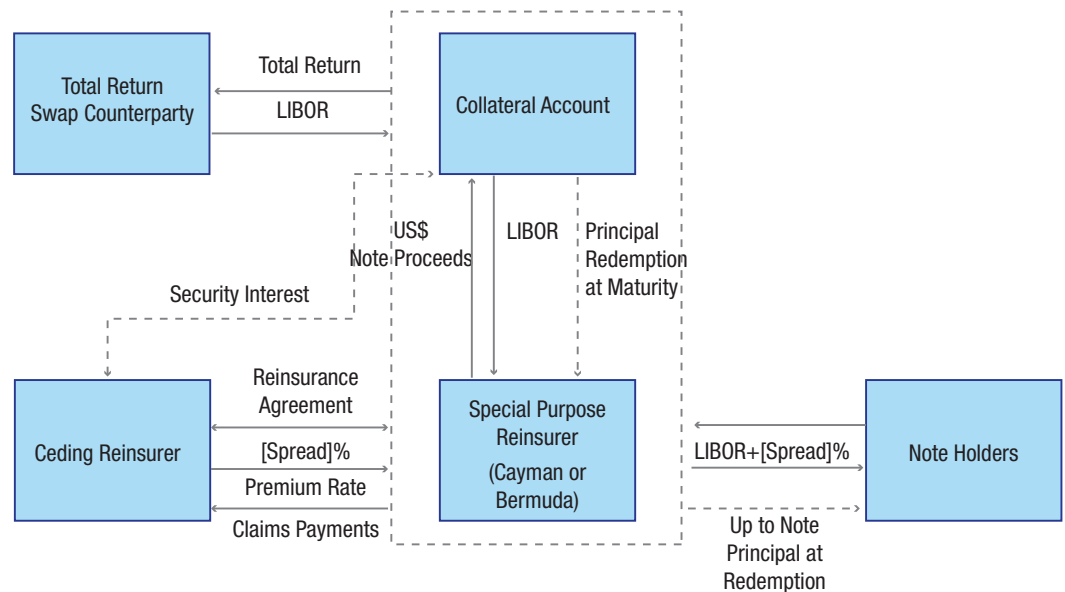 Total Return
Swap Counterparty
Total Return
LIBOR
Collateral Account
US$
Note Proceeds
LIBOR
Principal
Redemption
at Maturity
Security Interest
Ceding Reinsurer
Reinsurance
Agreement
[Spread]%
Premium Rate
Claims Payments
Special Purpose
Reinsurer
(Cayman or
Bermuda)
LIBOR+[Spread]%
Note Holders
Up to Note
Principal at
Redemption